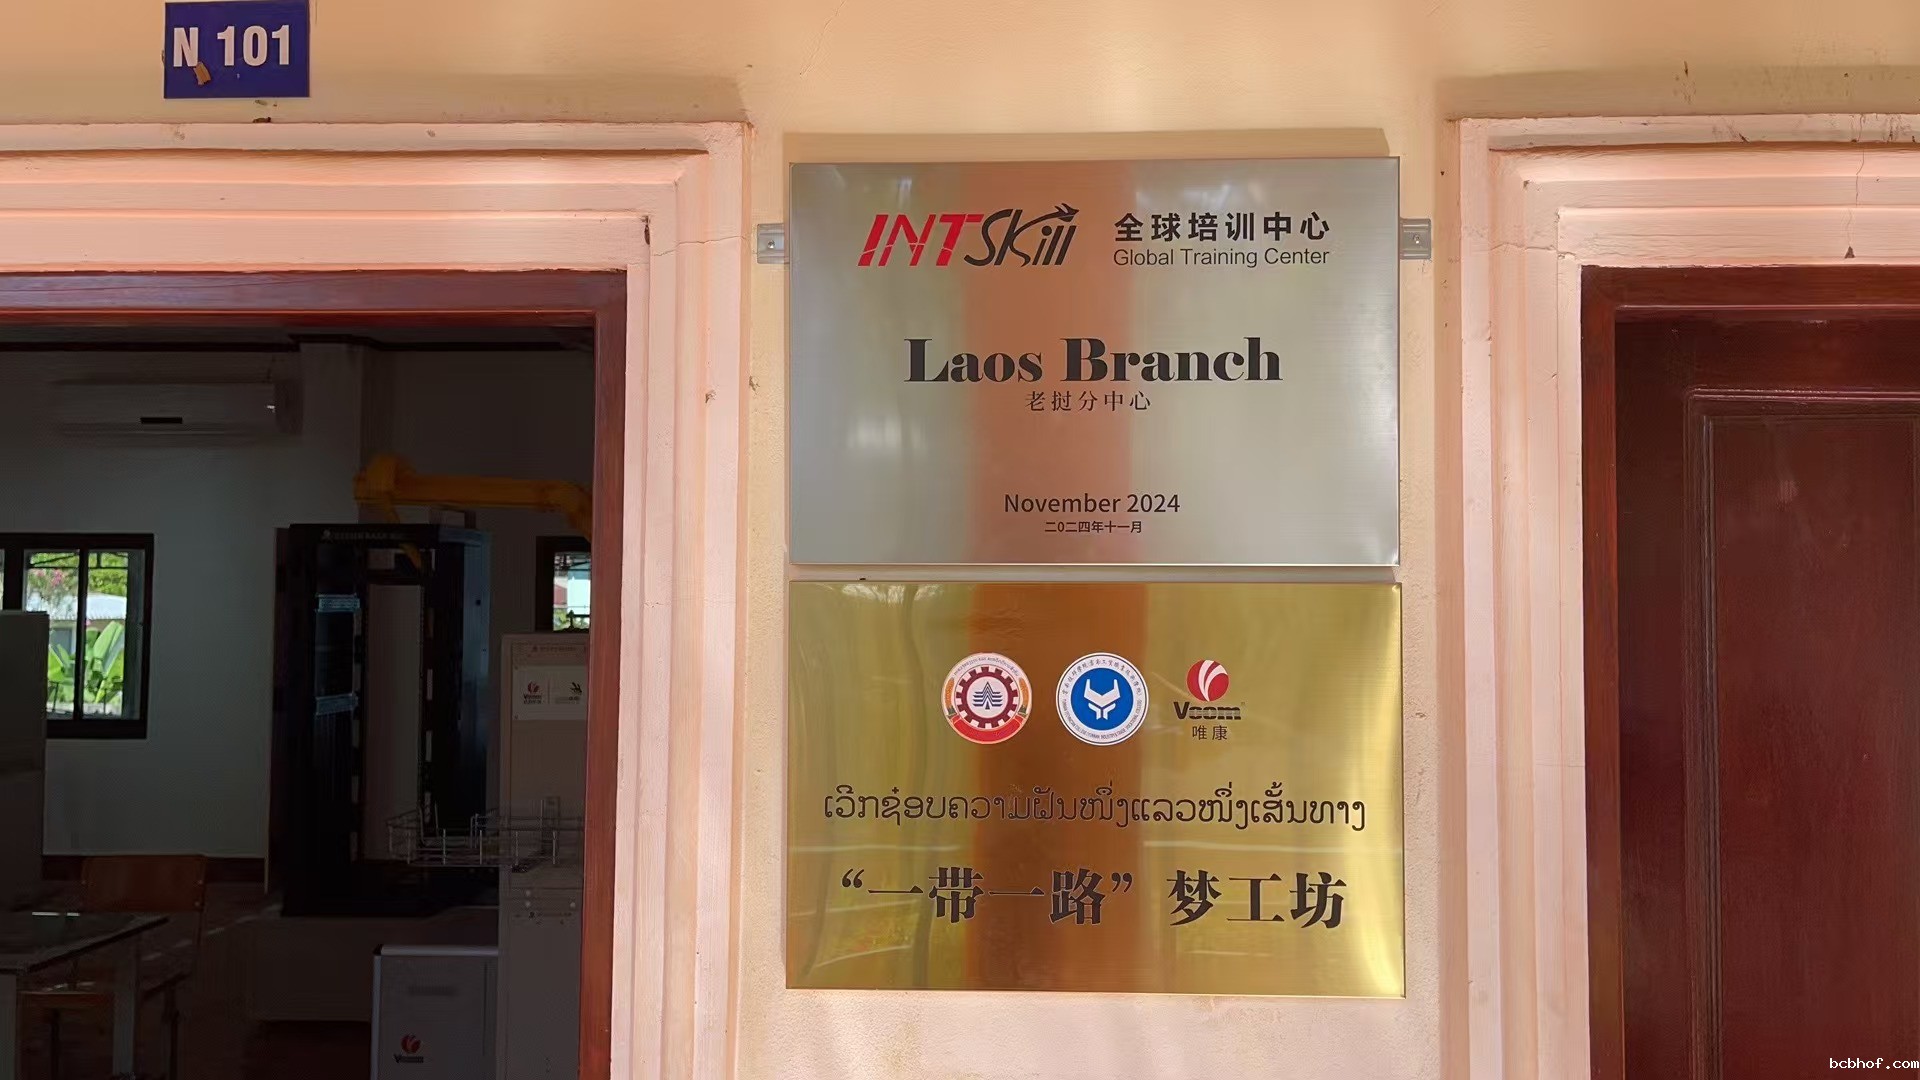 N 101
INTSKill
全球培训中心
Global Training Center
Laos Branch
老挝分中心
November 2024
二0二四年十一月
Vcom
唯康
ເວີກຊ໋ອບຄວາມຝັນໜຶ່ງແລວໜຶ່ງເສັ້ນທາງ
“一带一路” 梦工坊
bcbhof.com